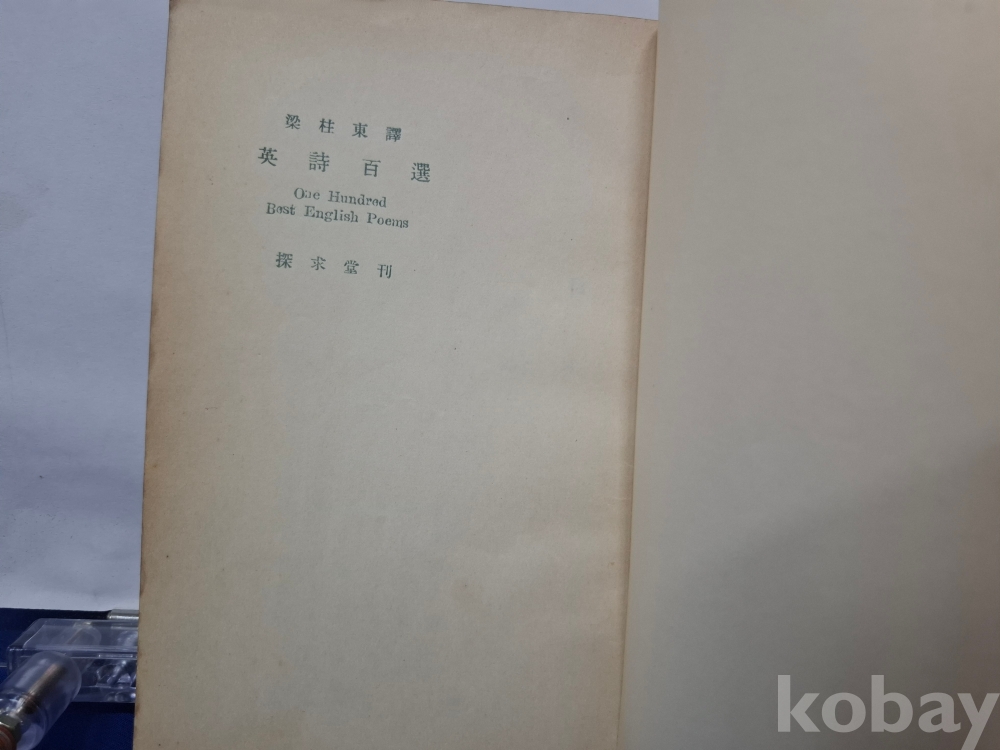 梁柱東譯
英詩百選
One Hundred
Best English Poems
探求堂刊
kobay